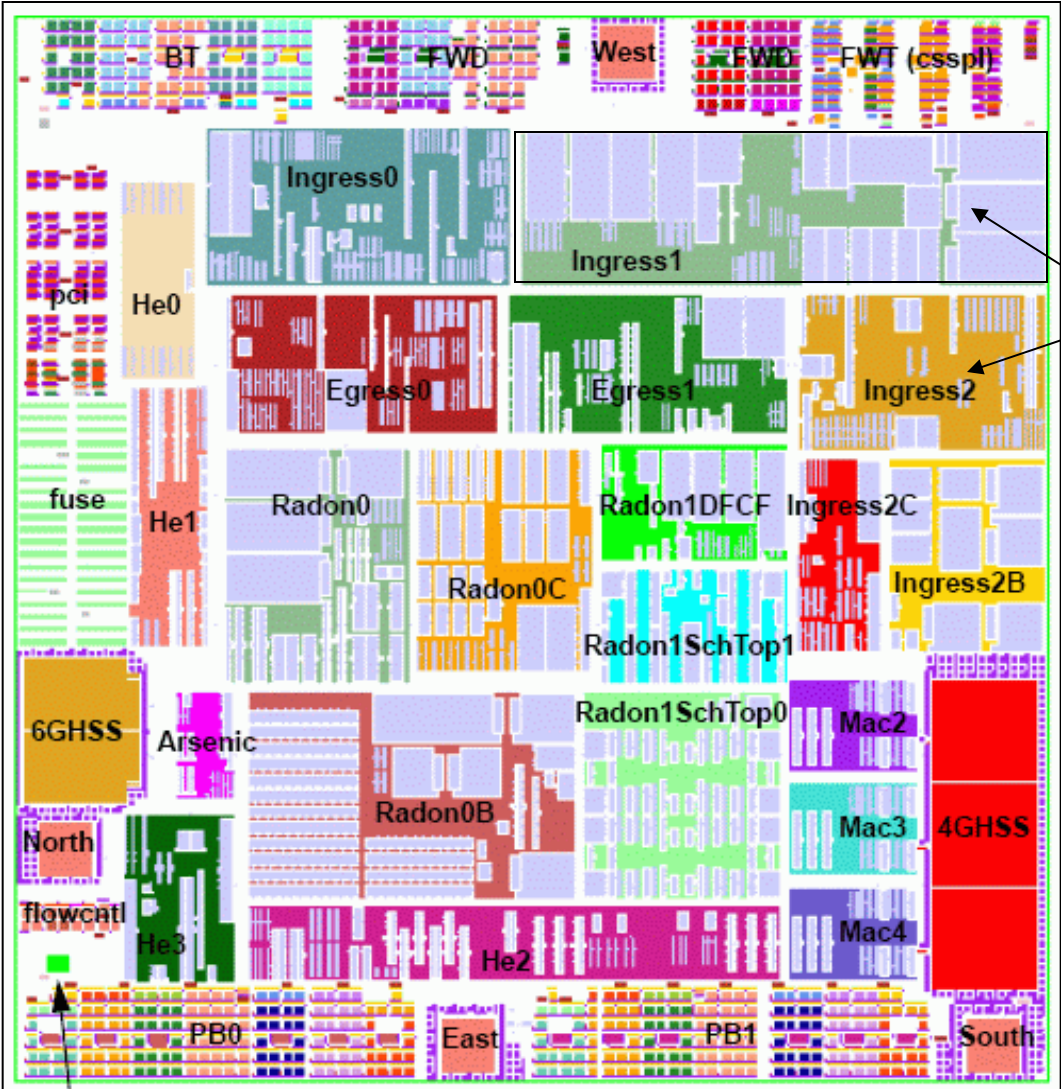 BT
FWD
West
FWD
FWT (csspl)
Ingress0
Ingress1
pci
He0
Egress0
Egress1
Ingress2
fuse
He1
Radon0
Radon1DFCF
Ingress2C
Radon0C
Ingress2B
Radon1SchTop1
6GHSS
Arsenic
Radon1SchTop0
Mac2
Radon0B
North
Mac3
4GHSS
flowcntl
He3
He2
Mac4
PB0
East
PB1
South